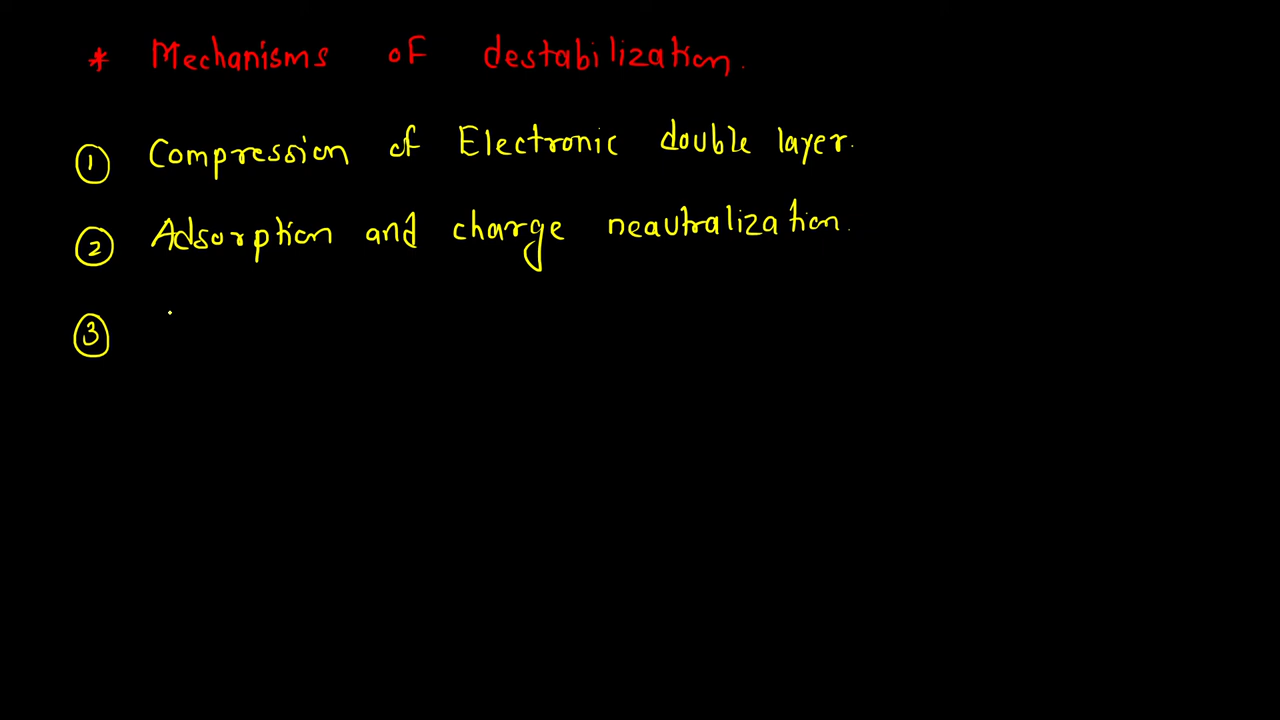 * Mechanisms of destabilization.
① Compression of Electronic double layer.
② Adsorption and charge neautralization.
③